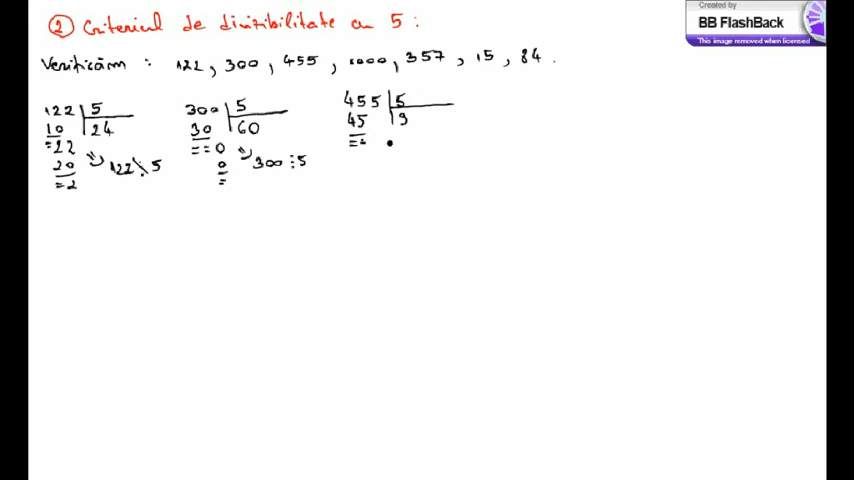 ② Criteriul de divizibilitate cu 5 :
Created by
BB FlashBack
This image removed when licensed
Verificăm : 122, 300, 455, 1000, 357, 15, 84.
122 | 5
10 | 24
=22
20 => 122 ⋮̸ 5
=2
300 | 5
30 | 60
==0
0 => 300 ⋮ 5
=
455 | 5
45 | 9
==